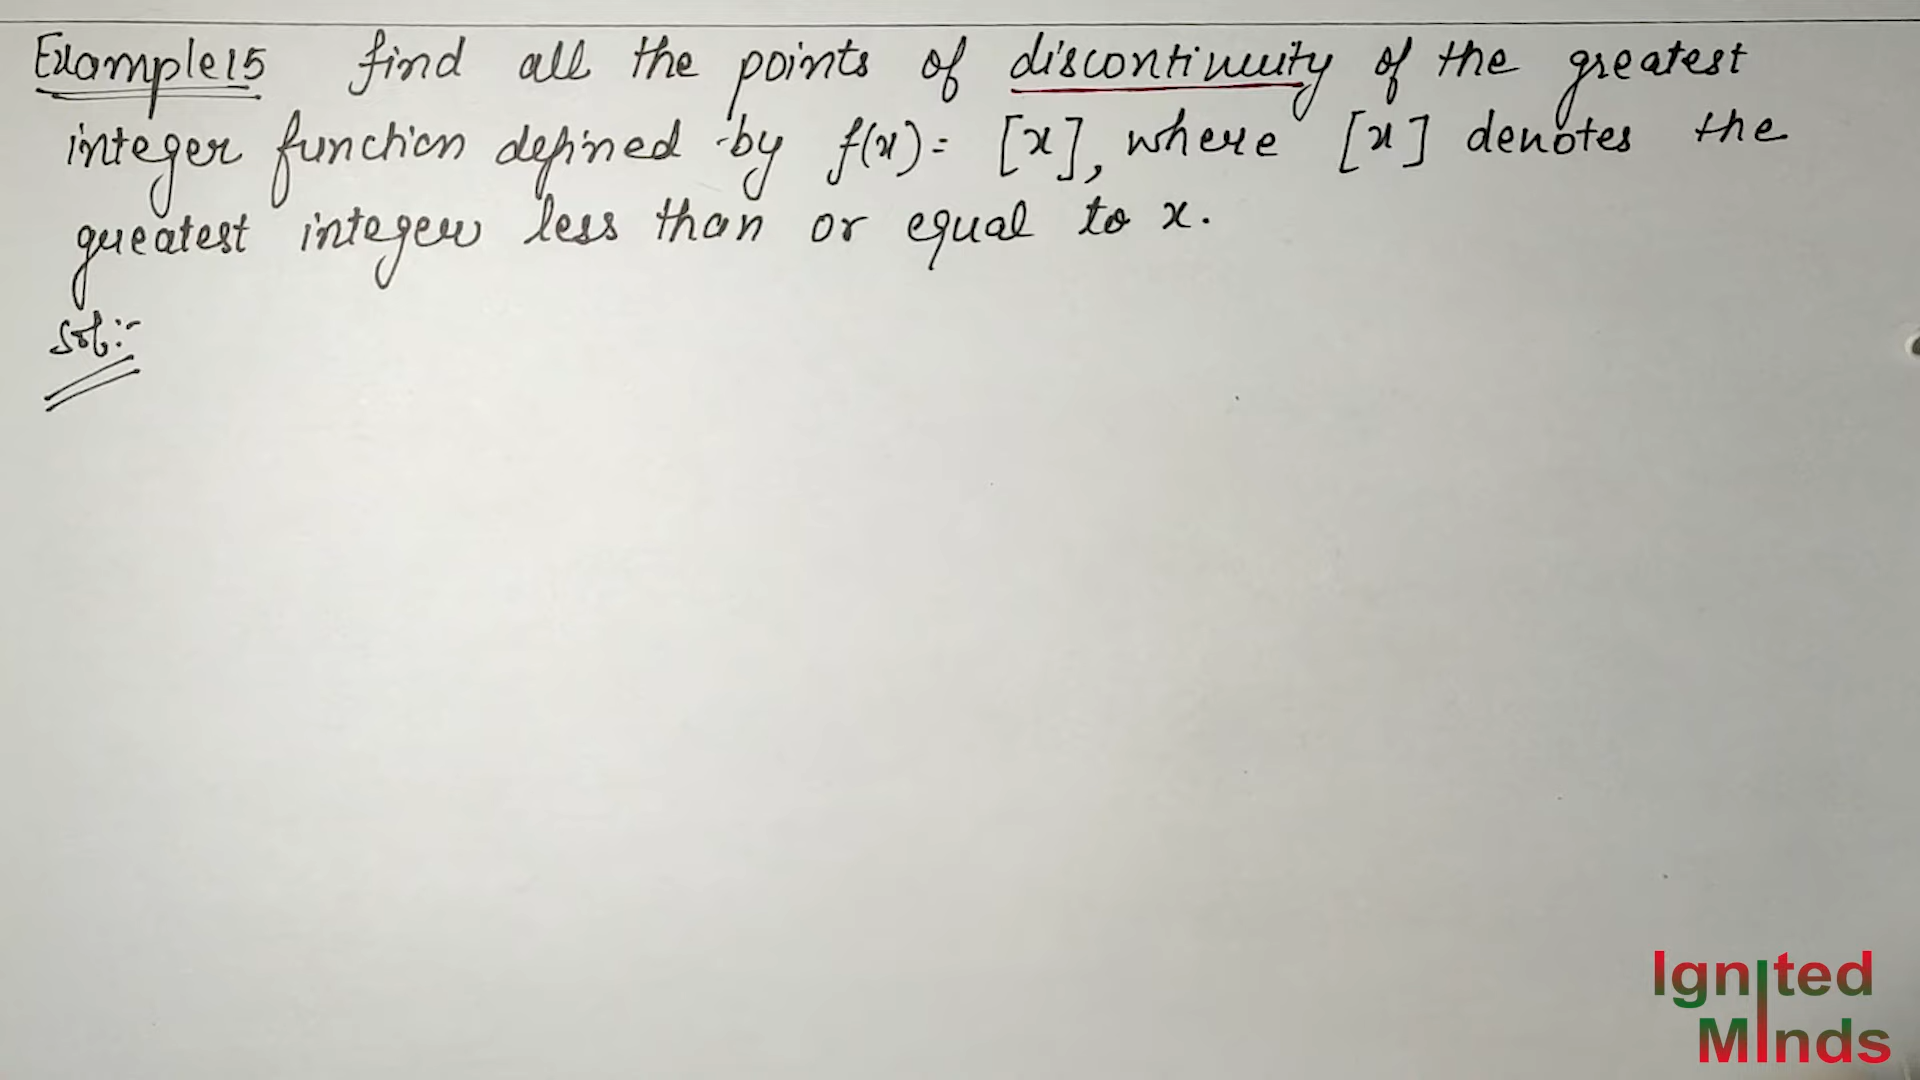 Example 15 find all the points of discontinuity of the greatest
integer function defined by f(x) = [x], where [x] denotes the
greatest integer less than or equal to x.
Sol:-
Ignited
Minds